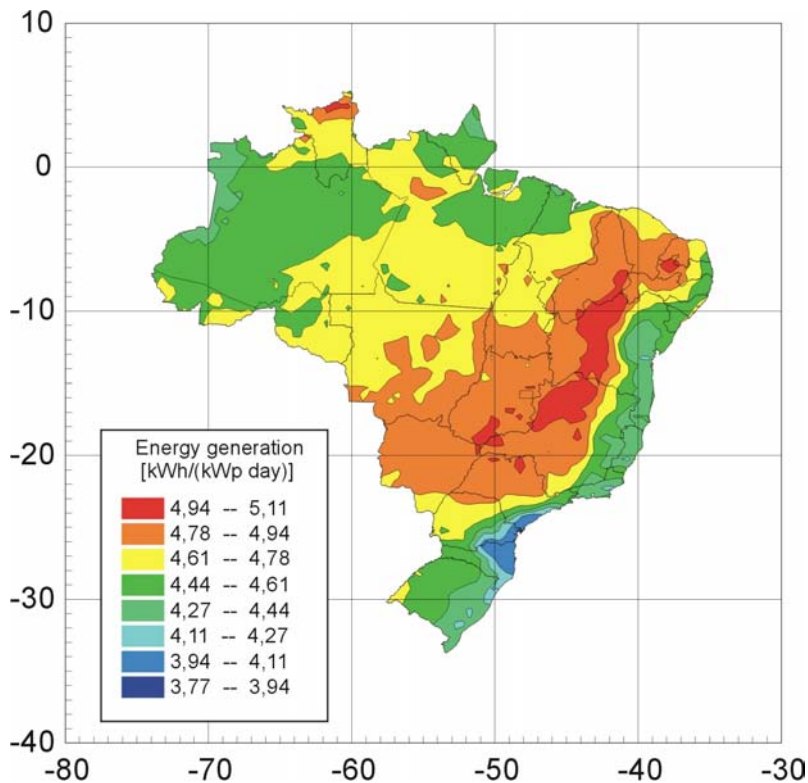 10
0
-10
-20
-30
-40
Energy generation
[kWh/(kWp day)]
4,94 -- 5,11
4,78 -- 4,94
4,61 -- 4,78
4,44 -- 4,61
4,27 -- 4,44
4,11 -- 4,27
3,94 -- 4,11
3,77 -- 3,94
-80 -70 -60 -50 -40 -30